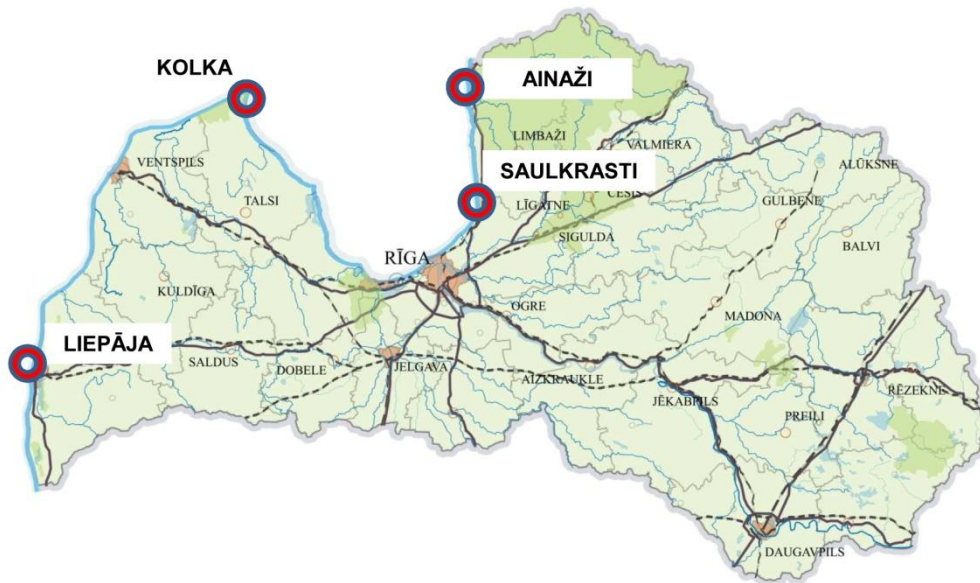 KOLKA
AINAŽI
LIMBAŽI
VALMIERA
VENTSPILS
SAULKRASTI
ALŪKSNE
TALSI
LĪGATNE
CĒSIS
GULBENE
SIGULDA
BALVI
RĪGA
KULDĪGA
OGRE
MADONA
LIEPĀJA
SALDUS
DOBELE
JELGAVA
AIZKRAUKLE
RĒZEKNE
JĒKABPILS
PREIĻI
DAUGAVPILS